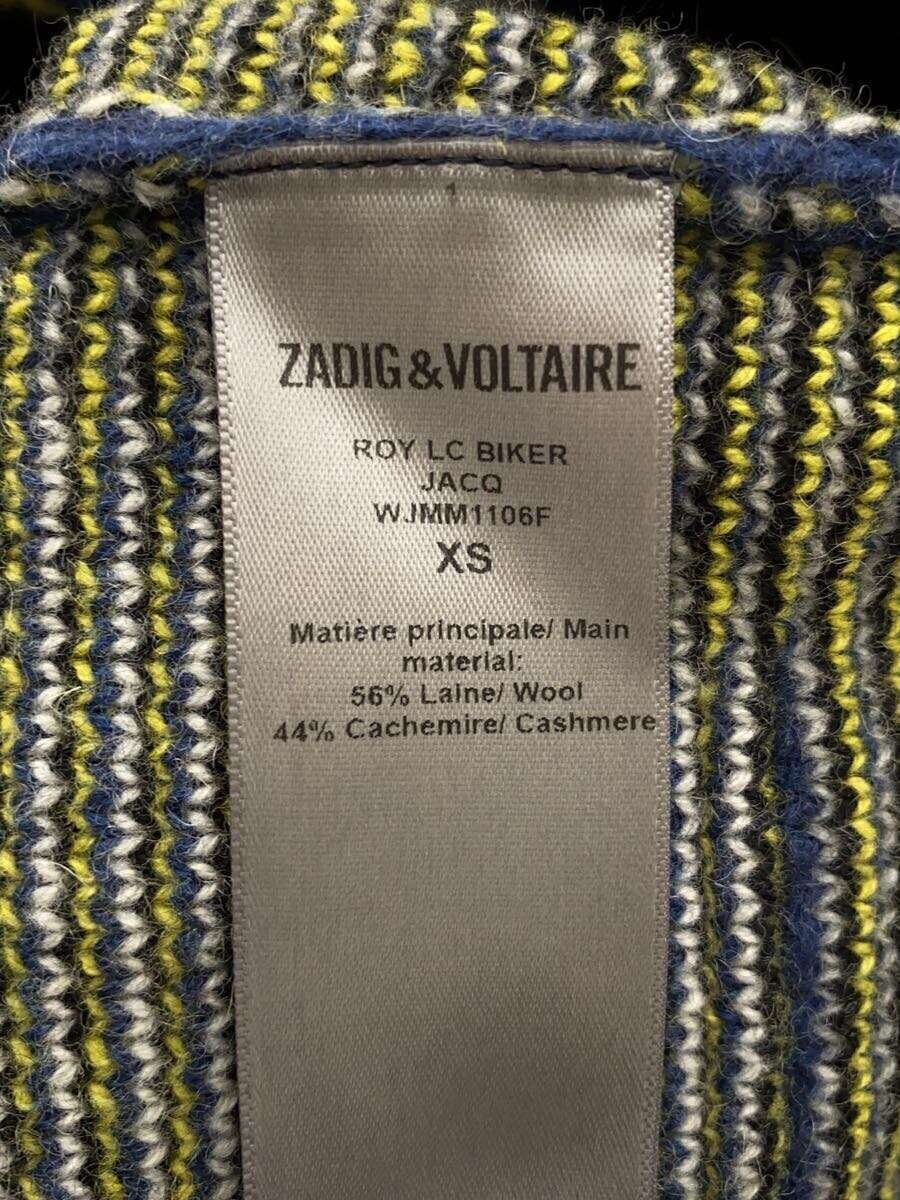 ZADIG&VOLTAIRE
ROY LC BIKER
JACQ
WJMM1106F
XS
Matière principale/ Main
material:
56% Laine/ Wool
44% Cachemire/ Cashmere